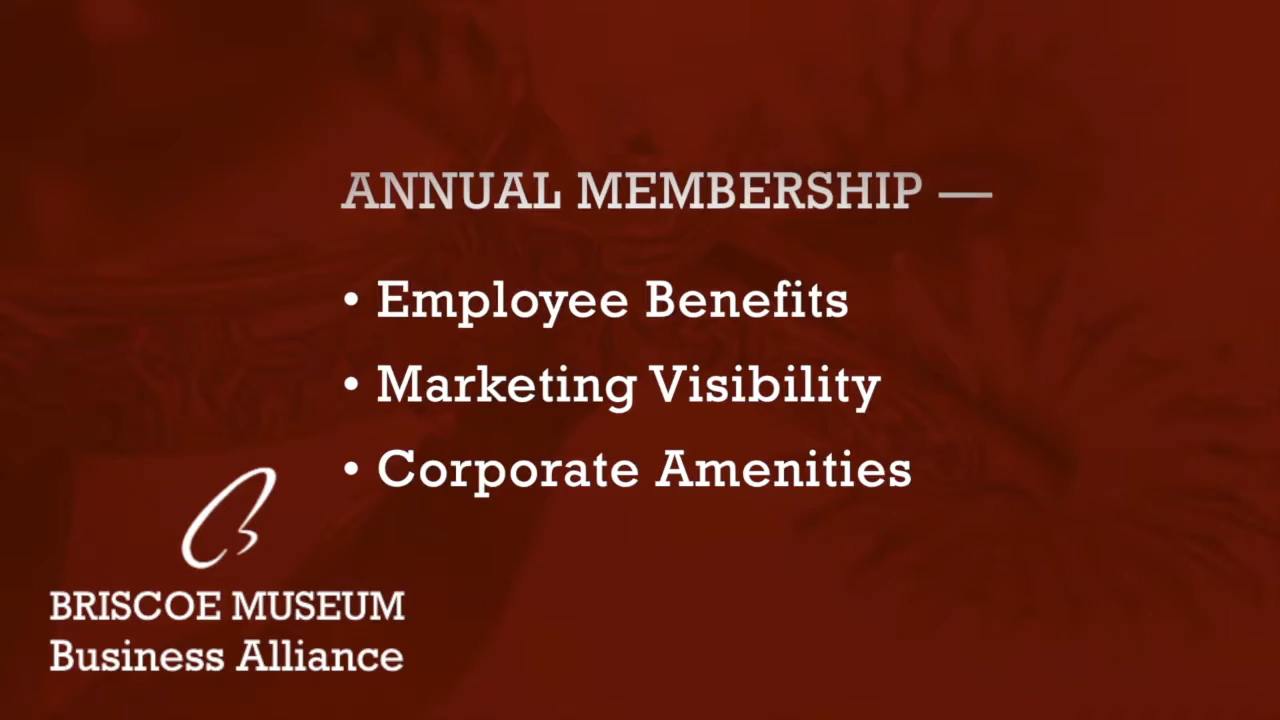 ANNUAL MEMBERSHIP —
• Employee Benefits
• Marketing Visibility
• Corporate Amenities
BRISCOE MUSEUM
Business Alliance